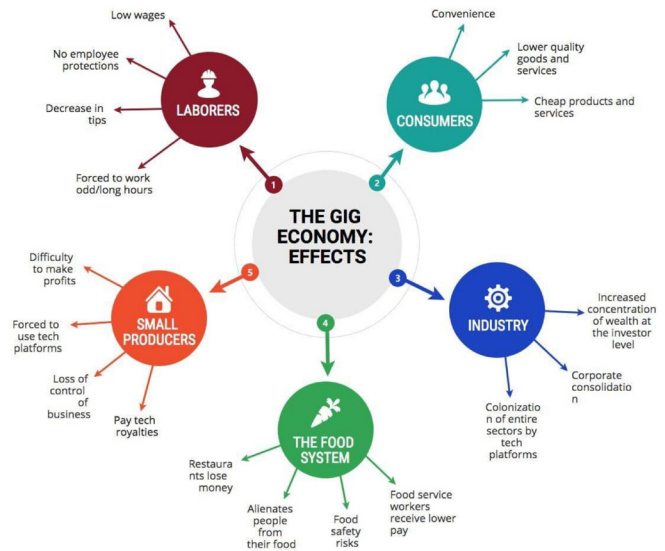 THE GIG
ECONOMY:
EFFECTS
1
LABORERS
Low wages
No employee
protections
Decrease in
tips
Forced to work
odd/long hours
2
CONSUMERS
Convenience
Lower quality
goods and
services
Cheap products and
services
3
INDUSTRY
Increased
concentration
of wealth at the
investor
level
Corporate
consolidatio
n
Colonizatio
n of entire
sectors by
tech
platforms
4
THE FOOD
SYSTEM
Restaura
nts lose
money
Alienates
people
from
their food
Food
safety
risks
Food service
workers
receive lower
pay
5
SMALL
PRODUCERS
Difficulty
to make
profits
Forced to
use tech
platforms
Loss of
control
of
business
Pay tech
royalties